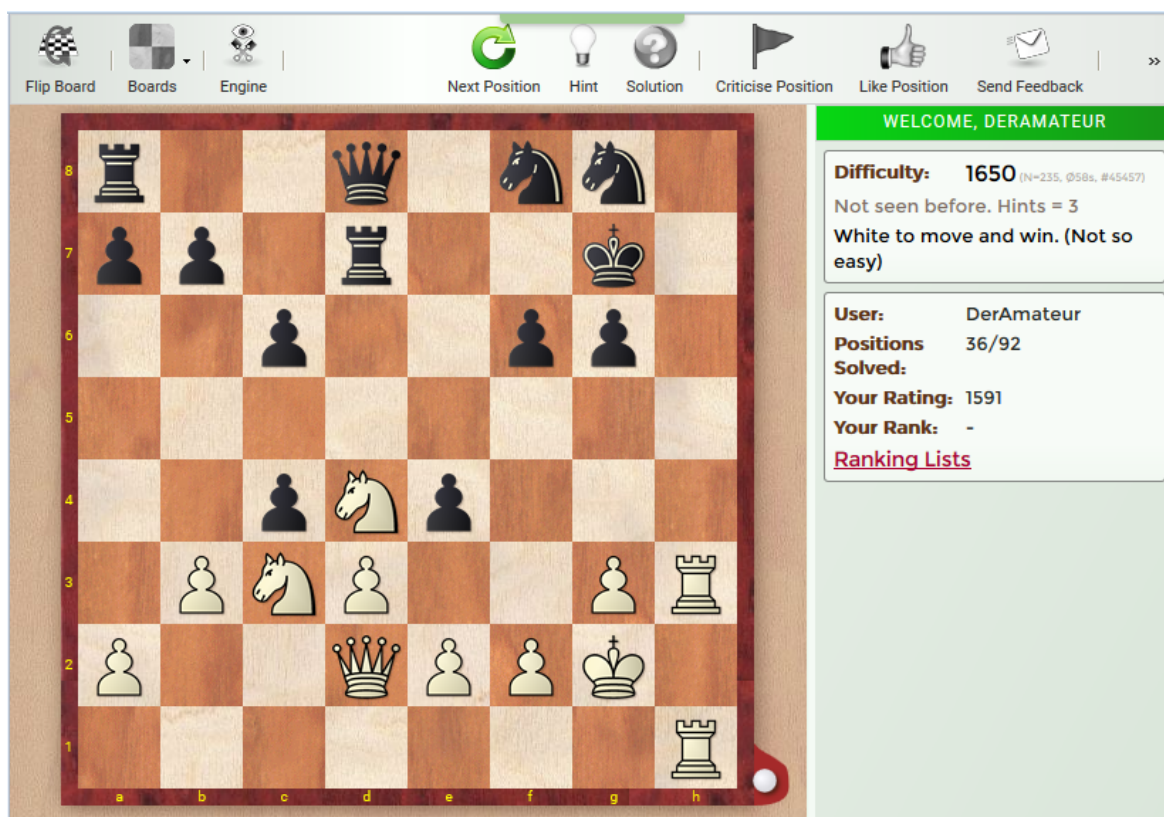 Flip Board
Boards
Engine
Next Position
Hint
Solution
Criticise Position
Like Position
Send Feedback
»
WELCOME, DERAMATEUR
Difficulty: 1650 (N=235, Ø58s, #45457)
Not seen before. Hints = 3
White to move and win. (Not so
easy)
User: DerAmateur
Positions 36/92
Solved:
Your Rating: 1591
Your Rank: -
Ranking Lists
8
7
6
5
4
3
2
1
a b c d e f g h